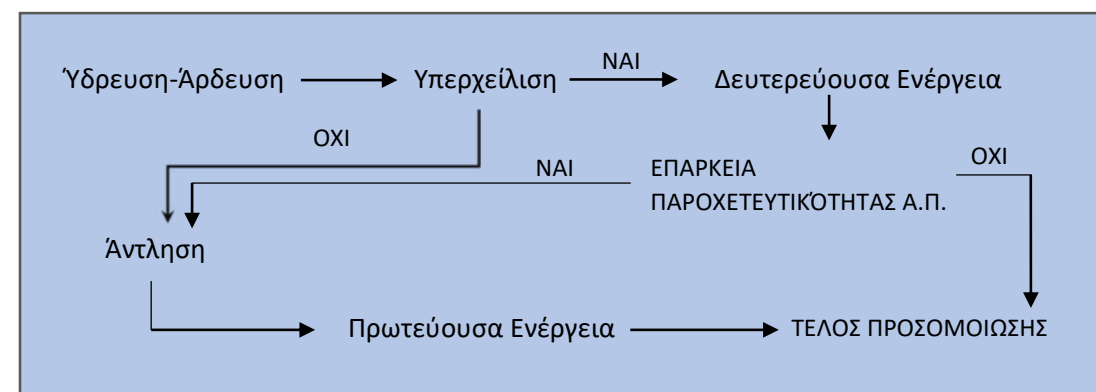 Ύδρευση-Άρδευση
Υπερχείλιση
ΝΑΙ
Δευτερεύουσα Ενέργεια
ΟΧΙ
ΝΑΙ
ΕΠΑΡΚΕΙΑ
ΠΑΡΟΧΕΤΕΥΤΙΚΌΤΗΤΑΣ Α.Π.
ΟΧΙ
Άντληση
Πρωτεύουσα Ενέργεια
ΤΕΛΟΣ ΠΡΟΣΟΜΟΙΩΣΗΣ